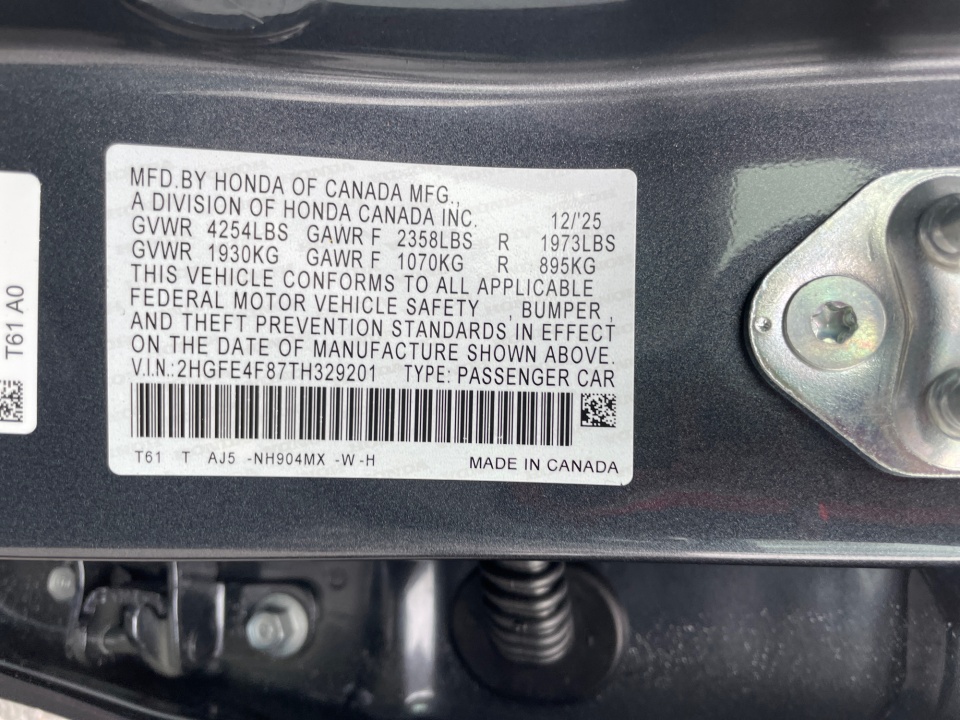 MFD.BY HONDA OF CANADA MFG.,
A DIVISION OF HONDA CANADA INC. 12/'25
GVWR 4254LBS GAWR F 2358LBS R 1973LBS
GVWR 1930KG GAWR F 1070KG R 895KG
THIS VEHICLE CONFORMS TO ALL APPLICABLE
FEDERAL MOTOR VEHICLE SAFETY , BUMPER ,
AND THEFT PREVENTION STANDARDS IN EFFECT
ON THE DATE OF MANUFACTURE SHOWN ABOVE.
V.I.N.:2HGFE4F87TH329201 TYPE: PASSENGER CAR
T61 T AJ5 -NH904MX -W-H MADE IN CANADA
T61 A0